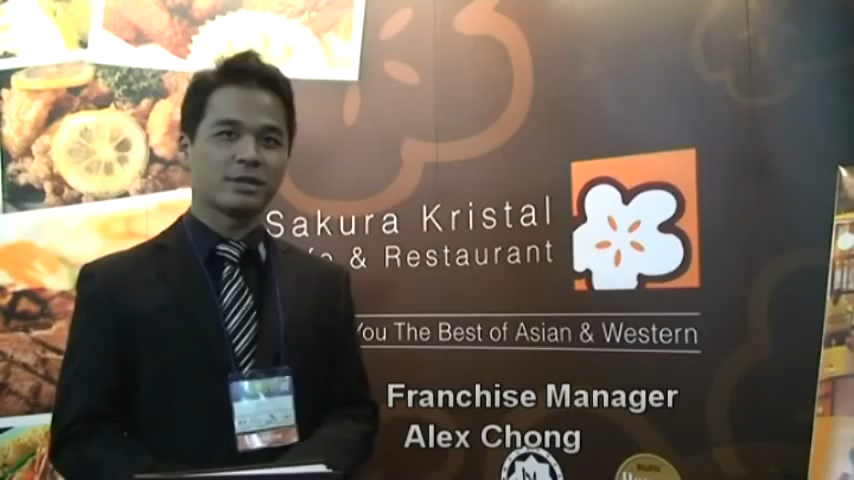 Sakura Kristal
& Restaurant
You The Best of Asian & Western
Franchise Manager
Alex Chong